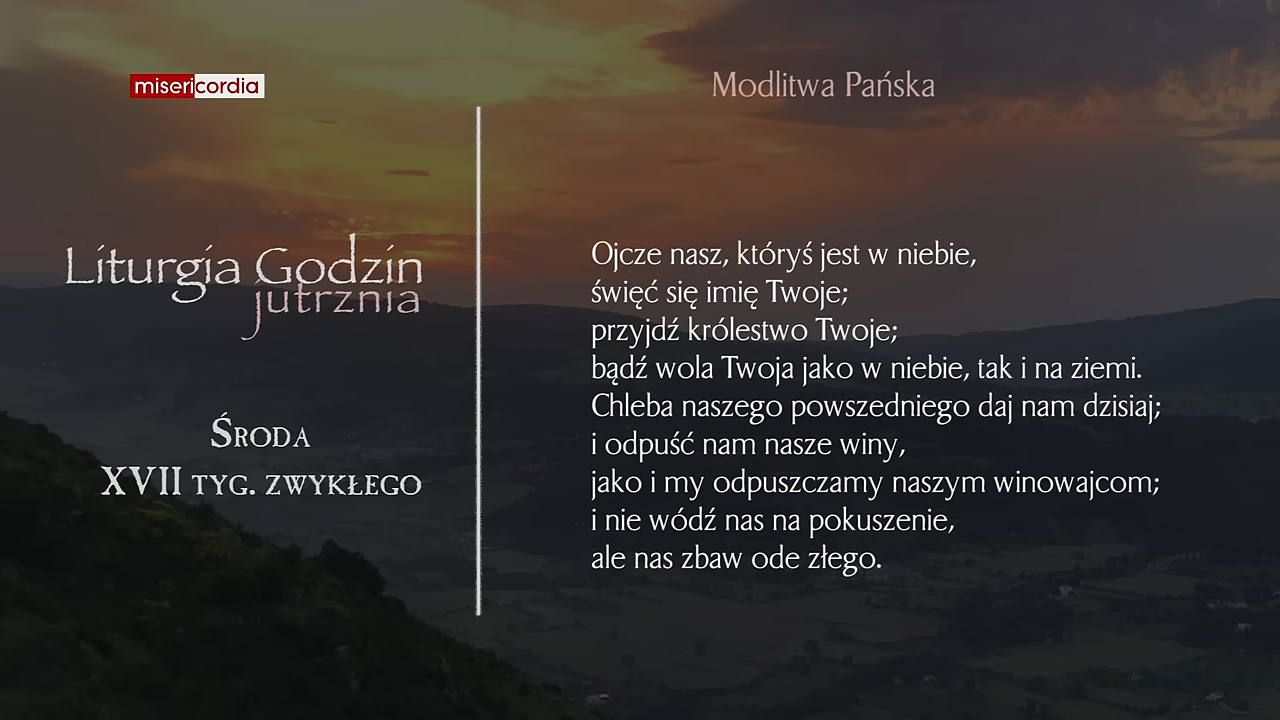 misericordia
Liturgia Godzin
jutrznia
Środa
XVII tyg. zwykłego
Modlitwa Pańska
Ojcze nasz, któryś jest w niebie,
święć się imię Twoje;
przyjdź królestwo Twoje;
bądź wola Twoja jako w niebie, tak i na ziemi.
Chleba naszego powszedniego daj nam dzisiaj;
i odpuść nam nasze winy,
jako i my odpuszczamy naszym winowajcom;
i nie wódź nas na pokuszenie,
ale nas zbaw ode złego.